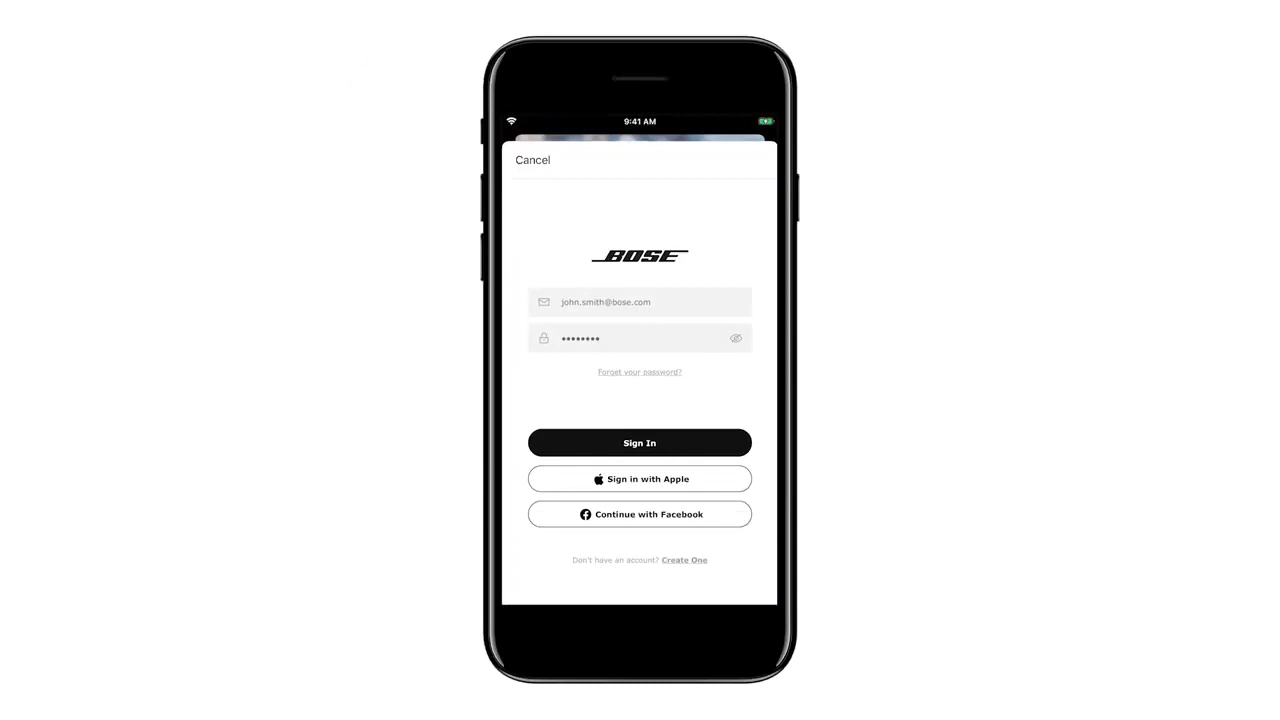 9:41 AM
Cancel
BOSE
john.smith@bose.com
••••••••
Forget your password?
Sign In
Sign in with Apple
Continue with Facebook
Don't have an account? Create One